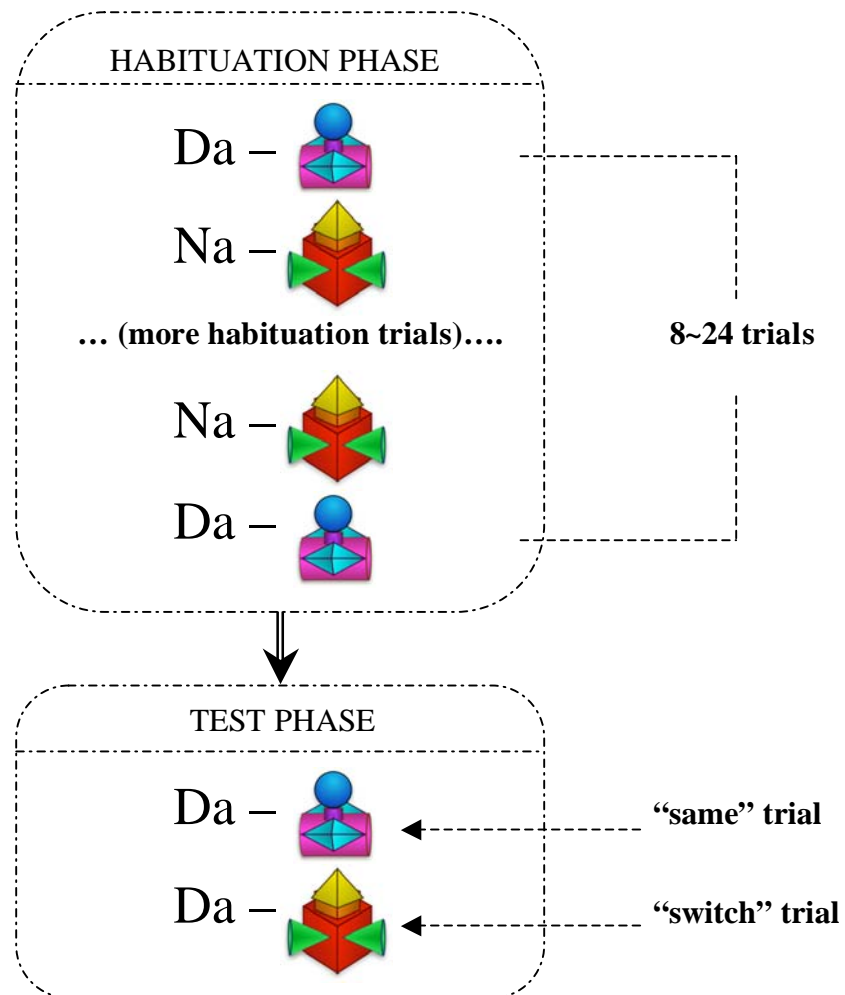 HABITUATION PHASE
Da –
Na –
… (more habituation trials)….
8~24 trials
Na –
Da –
TEST PHASE
Da –
“same” trial
Da –
“switch” trial